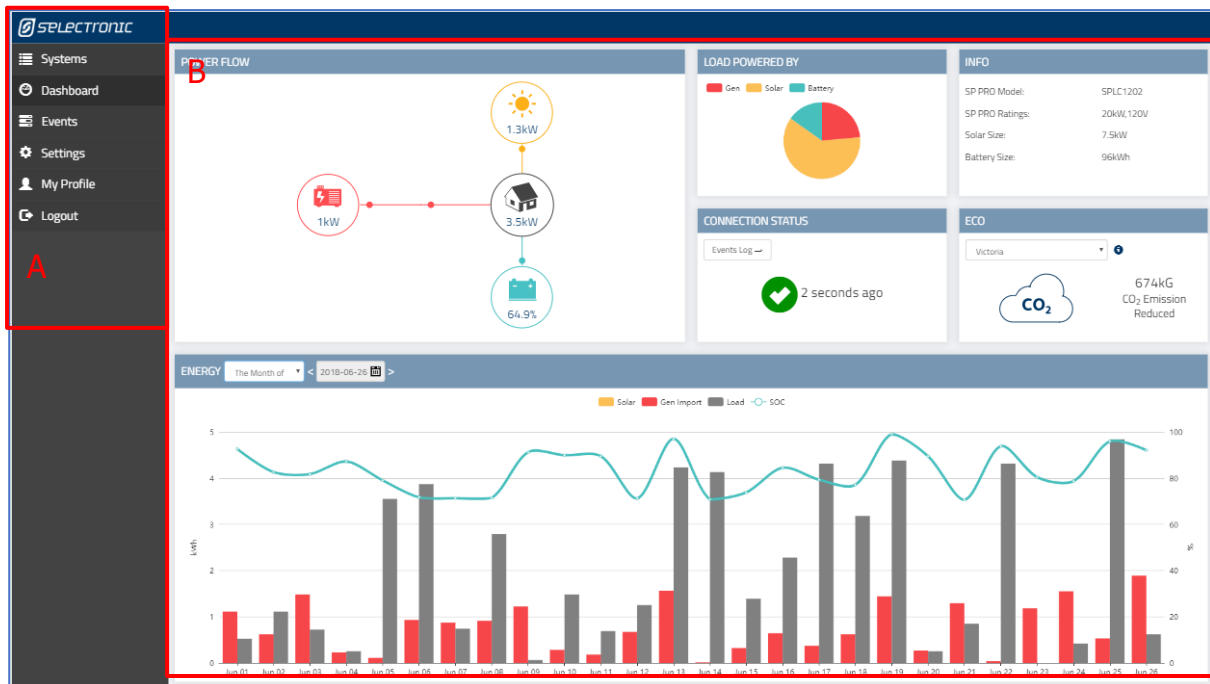 SELECTRONIC
Systems
Dashboard
Events
Settings
My Profile
Logout
A
B
POWER FLOW
1.3kW
1kW
3.5kW
64.9%
LOAD POWERED BY
Gen Solar Battery
INFO
SP PRO Model: SPLC1202
SP PRO Ratings: 20kW,120V
Solar Size: 7.5kW
Battery Size: 96kWh
CONNECTION STATUS
Events Log
2 seconds ago
ECO
Victoria
CO₂
674kG
CO₂ Emission
Reduced
ENERGY The Month of < 2018-06-26 >
Solar Gen Import Load SOC
5 100
4 80
3 60
kWh %
2 40
1 20
0 0
Jun 01 Jun 02 Jun 03 Jun 04 Jun 05 Jun 06 Jun 07 Jun 08 Jun 09 Jun 10 Jun 11 Jun 12 Jun 13 Jun 14 Jun 15 Jun 16 Jun 17 Jun 18 Jun 19 Jun 20 Jun 21 Jun 22 Jun 23 Jun 24 Jun 25 Jun 26